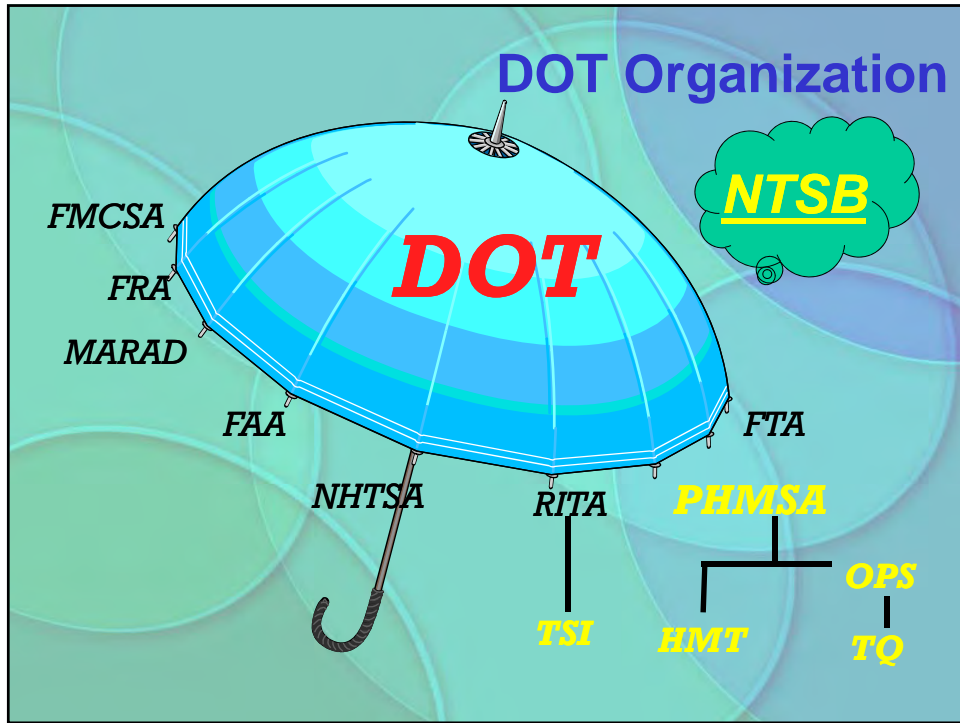 DOT Organization
NTSB
DOT
FMCSA
FRA
MARAD
FAA
FTA
NHTSA
RITA
PHMSA
OPS
TSI
HMT
TQ